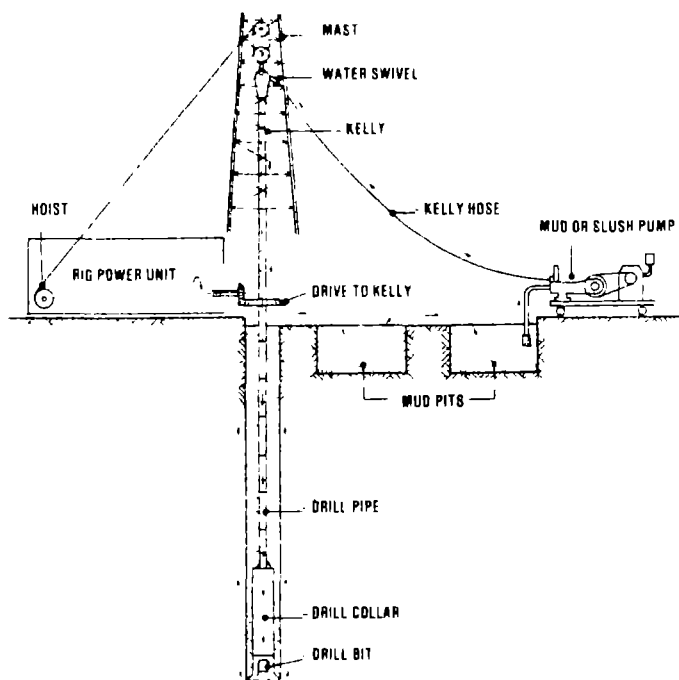 MAST
WATER SWIVEL
KELLY
HOIST
KELLY HOSE
MUD OR SLUSH PUMP
RIG POWER UNIT
DRIVE TO KELLY
MUD PITS
DRILL PIPE
DRILL COLLAR
DRILL BIT